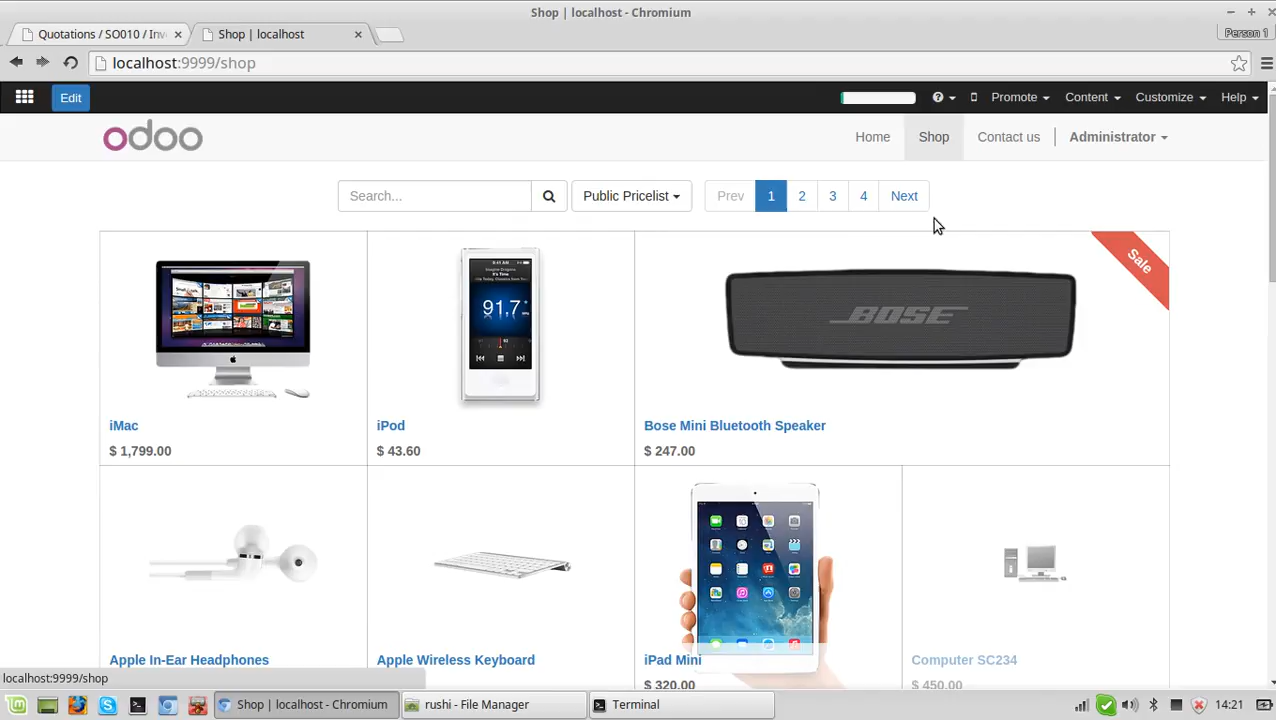 Shop | localhost - Chromium
Quotations / SO010 / Inv
Shop | localhost
Person 1
localhost:9999/shop
Edit
Promote
Content
Customize
Help
odoo
Home
Shop
Contact us
Administrator
Search...
Public Pricelist
Prev
1
2
3
4
Next
Sale
91.7
BOSE
iMac
$ 1,799.00
iPod
$ 43.60
Bose Mini Bluetooth Speaker
$ 247.00
Apple In-Ear Headphones
Apple Wireless Keyboard
iPad Mini
$ 320.00
Computer SC234
$ 450.00
localhost:9999/shop
Shop | localhost - Chromium
rushi - File Manager
Terminal
14:21